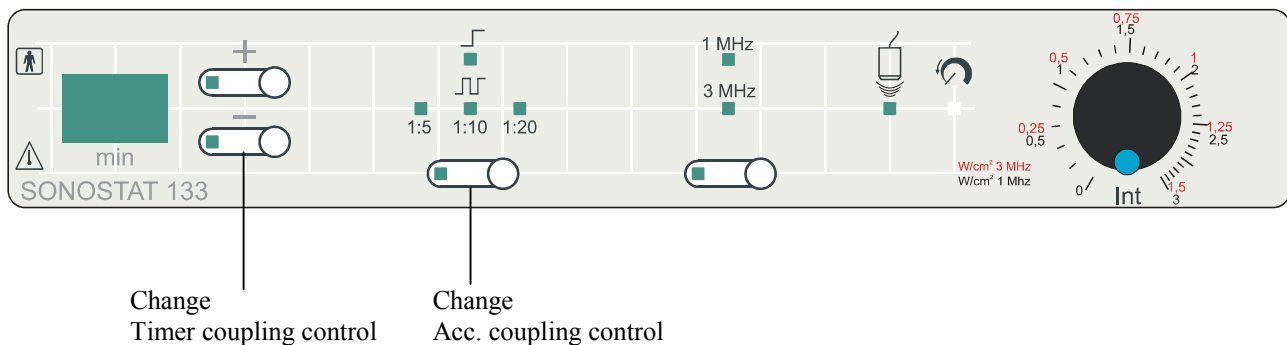 +
−
min
SONOSTAT 133
1:5 1:10 1:20
1 MHz
3 MHz
W/cm² 3 MHz
W/cm² 1 Mhz
0
0,25
0,5
0,5
1
0,75
1,5
1
2
1,25
2,5
1,5
3
Int
Change
Timer coupling control
Change
Acc. coupling control